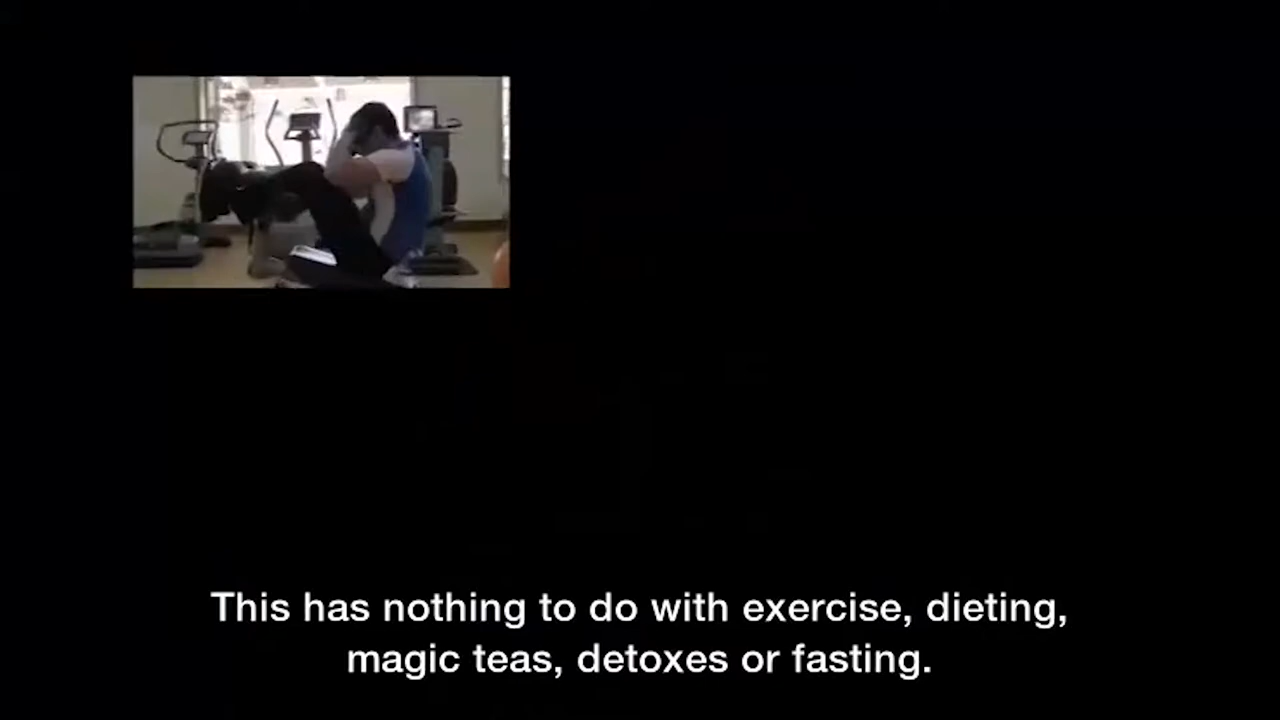 This has nothing to do with exercise, dieting,
magic teas, detoxes or fasting.